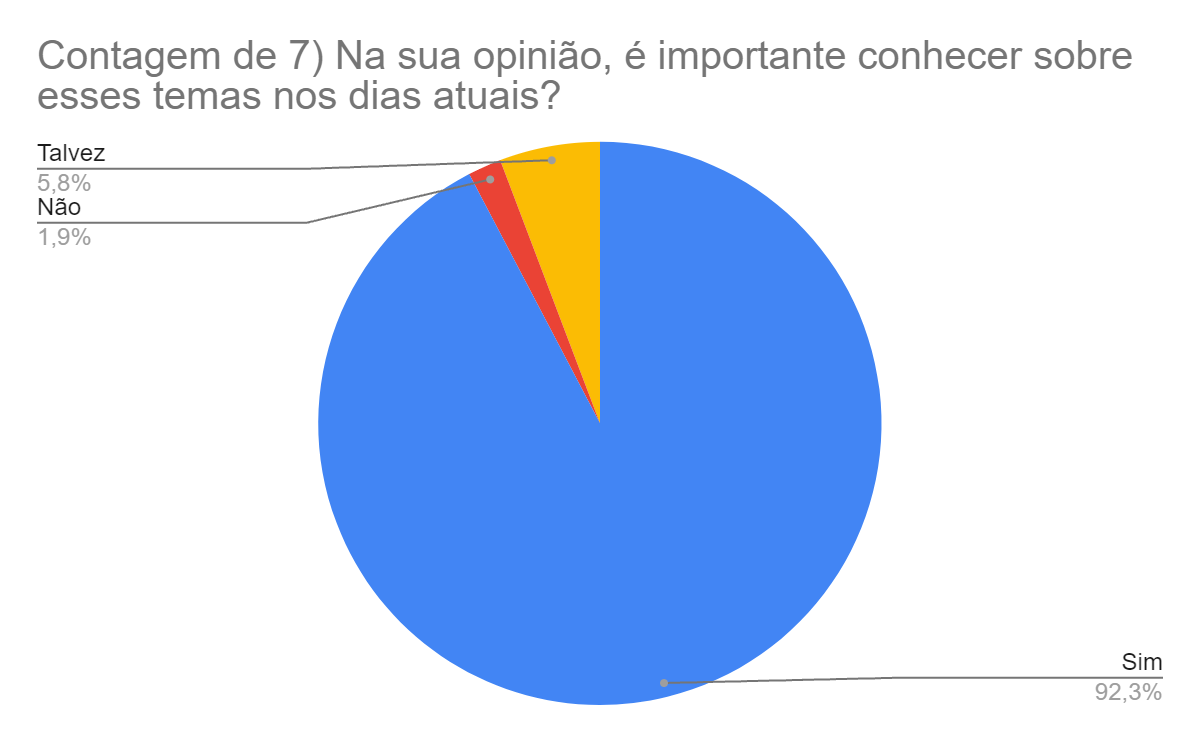 Contagem de 7) Na sua opinião, é importante conhecer sobre
esses temas nos dias atuais?
Talvez
5,8%
Não
1,9%
Sim
92,3%